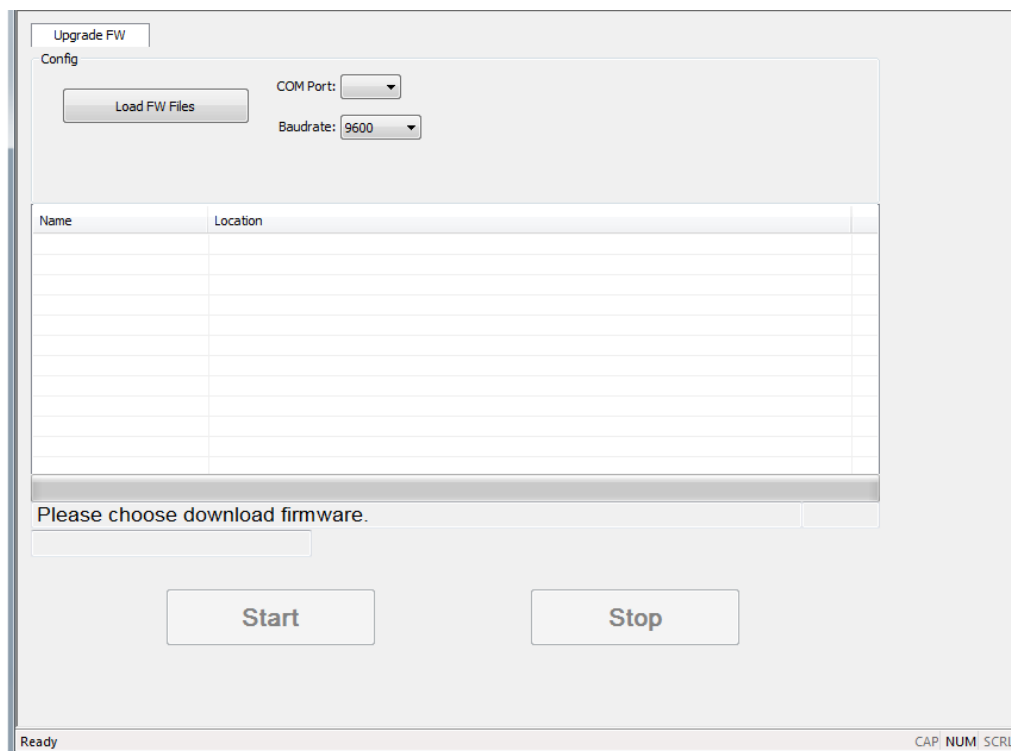 Upgrade FW
Config
Load FW Files
COM Port:
Baudrate: 9600
Name Location
Please choose download firmware.
Start Stop
Ready CAP NUM SCRL